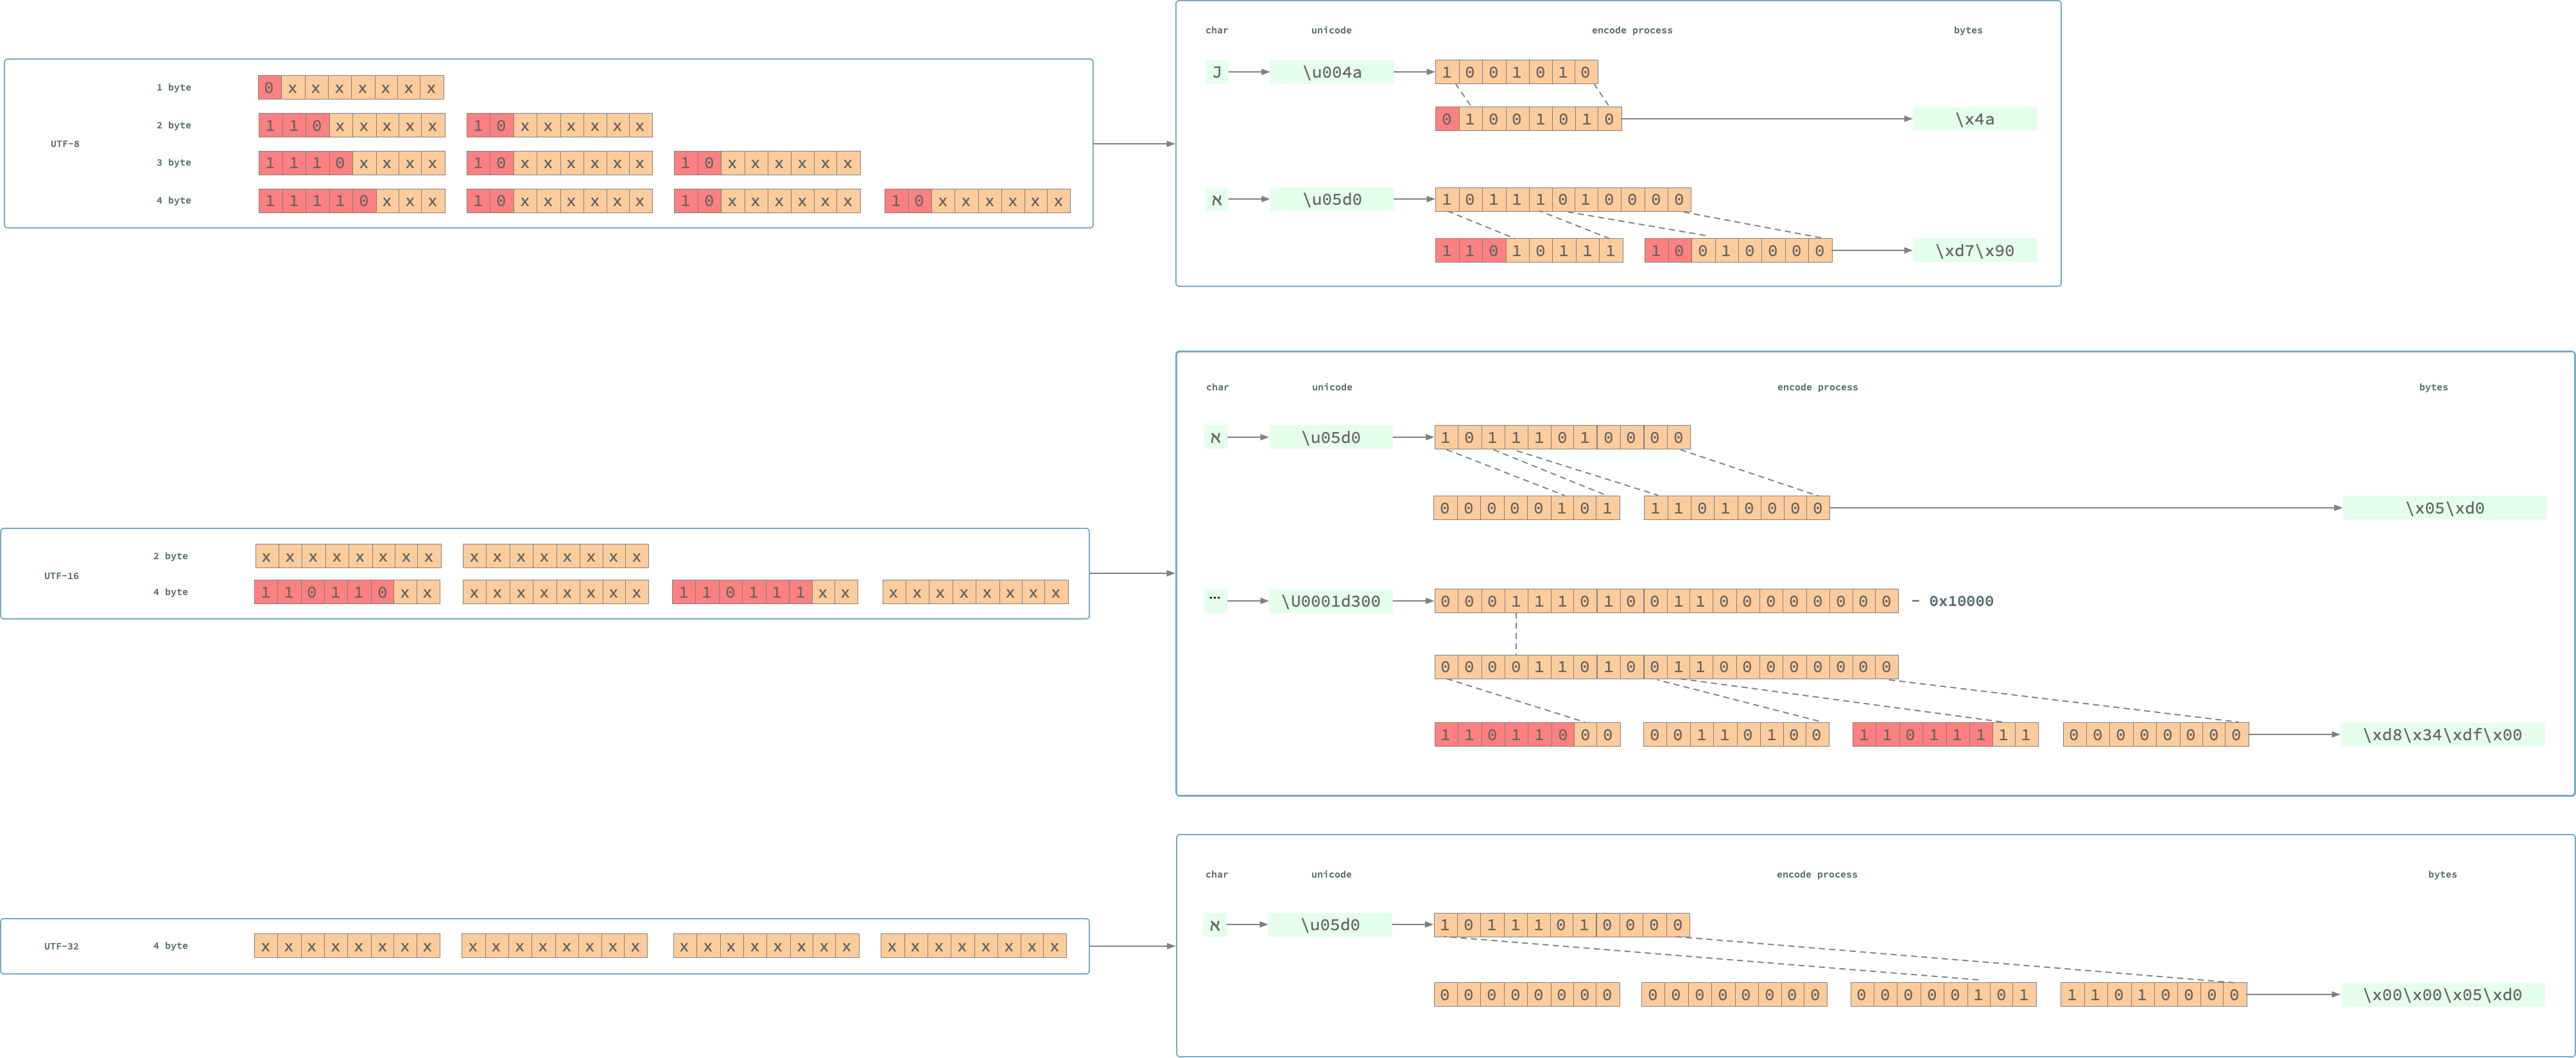 UTF-8
1 byte 0 x x x x x x x
2 byte 1 1 0 x x x x x 1 0 x x x x x x
3 byte 1 1 1 0 x x x x 1 0 x x x x x x 1 0 x x x x x x
4 byte 1 1 1 1 0 x x x 1 0 x x x x x x 1 0 x x x x x x 1 0 x x x x x x
char unicode encode process bytes
J \u004a 1 0 0 1 0 1 0
0 1 0 0 1 0 1 0 \x4a
א \u05d0 1 0 1 1 1 0 1 0 0 0 0
1 1 0 1 0 1 1 1 1 0 0 1 0 0 0 0 \xd7\x90
UTF-16
2 byte x x x x x x x x x x x x x x x x
4 byte 1 1 0 1 1 0 x x x x x x x x x x 1 1 0 1 1 1 x x x x x x x x x x
char unicode encode process bytes
א \u05d0 1 0 1 1 1 0 1 0 0 0 0
0 0 0 0 0 1 0 1 1 1 0 1 0 0 0 0 \x05\xd0
... \U0001d300 0 0 0 1 1 1 0 1 0 0 1 1 0 0 0 0 0 0 0 0 - 0x10000
0 0 0 0 1 1 0 1 0 0 1 1 0 0 0 0 0 0 0 0
1 1 0 1 1 0 0 0 0 0 1 1 0 1 0 0 1 1 0 1 1 1 1 1 0 0 0 0 0 0 0 0 \xd8\x34\xdf\x00
UTF-32 4 byte x x x x x x x x x x x x x x x x x x x x x x x x x x x x x x x x
char unicode encode process bytes
א \u05d0 1 0 1 1 1 0 1 0 0 0 0
0 0 0 0 0 0 0 0 0 0 0 0 0 0 0 0 0 0 0 0 0 1 0 1 1 1 0 1 0 0 0 0 \x00\x00\x05\xd0